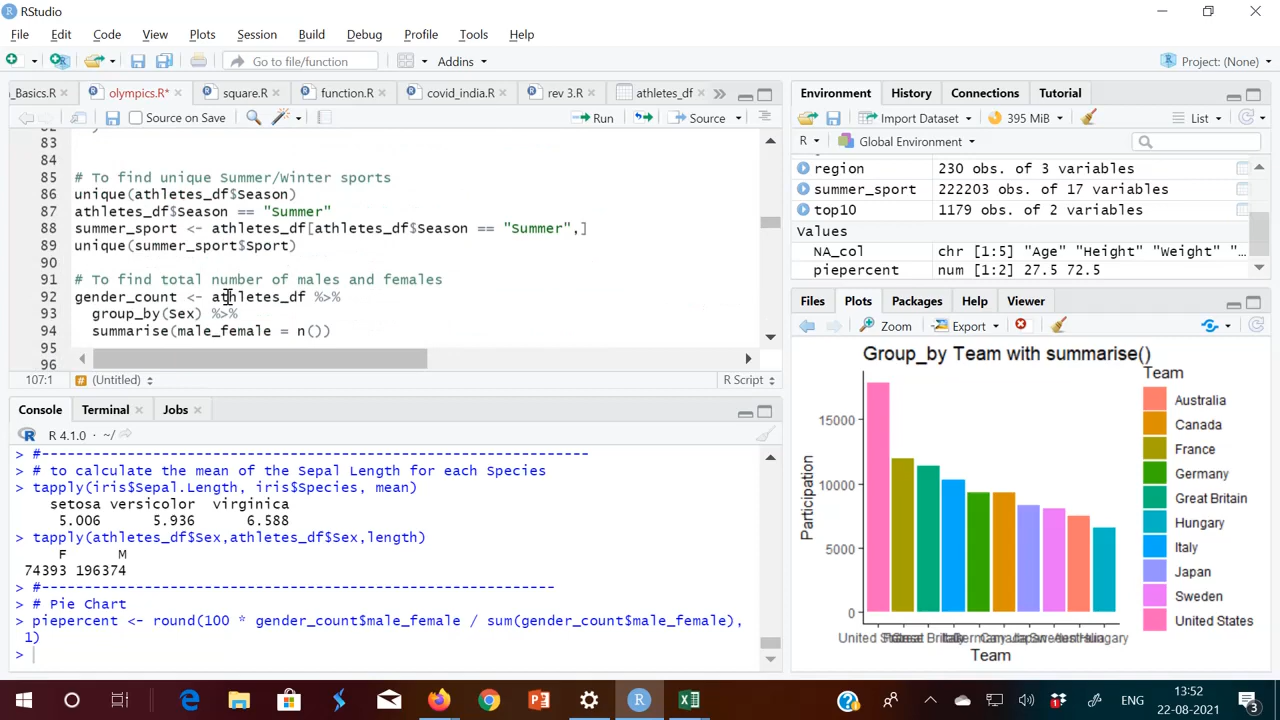 RStudio
File Edit Code View Plots Session Build Debug Profile Tools Help
Go to file/function Addins Project: (None)
_Basics.R olympics.R* square.R function.R covid_india.R rev 3.R athletes_df
Source on Save Run Source
83
84
85 # To find unique Summer/Winter sports
86 unique(athletes_df$Season)
87 athletes_df$Season == "Summer"
88 summer_sport <- athletes_df[athletes_df$Season == "Summer",]
89 unique(summer_sport$Sport)
90
91 # To find total number of males and females
92 gender_count <- athletes_df %>%
93 group_by(Sex) %>%
94 summarise(male_female = n())
95
96
107:1 # (Untitled) R Script
Console Terminal Jobs
R 4.1.0 · ~/
> #----------------------------------------------------------
> # to calculate the mean of the Sepal Length for each Species
> tapply(iris$Sepal.Length, iris$Species, mean)
setosa versicolor virginica
5.006 5.936 6.588
> tapply(athletes_df$Sex,athletes_df$Sex,length)
F M
74393 196374
> #------------------------------------------------------
> # Pie Chart
> piepercent <- round(100 * gender_count$male_female / sum(gender_count$male_female),
1)
>
Environment History Connections Tutorial
Import Dataset 395 MiB List
R Global Environment
region 230 obs. of 3 variables
summer_sport 222203 obs. of 17 variables
top10 1179 obs. of 2 variables
Values
NA_col chr [1:5] "Age" "Height" "Weight" "…
piepercent num [1:2] 27.5 72.5
Files Plots Packages Help Viewer
Zoom Export
Group_by Team with summarise()
Participation
15000
10000
5000
0
Team
Team
Australia
Canada
France
Germany
Great Britain
Hungary
Italy
Japan
Sweden
United States
ENG
13:52
22-08-2021
3